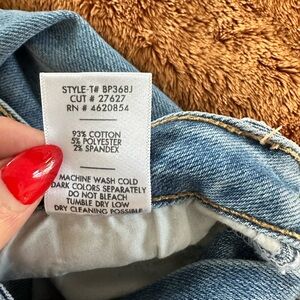 STYLE-T# BP368J
CUT # 27627
RN # 4620854
93% COTTON
5% POLYESTER
2% SPANDEX
MACHINE WASH COLD
DARK COLORS SEPARATELY
DO NOT BLEACH
TUMBLE DRY LOW
DRY CLEANING POSSIBLE